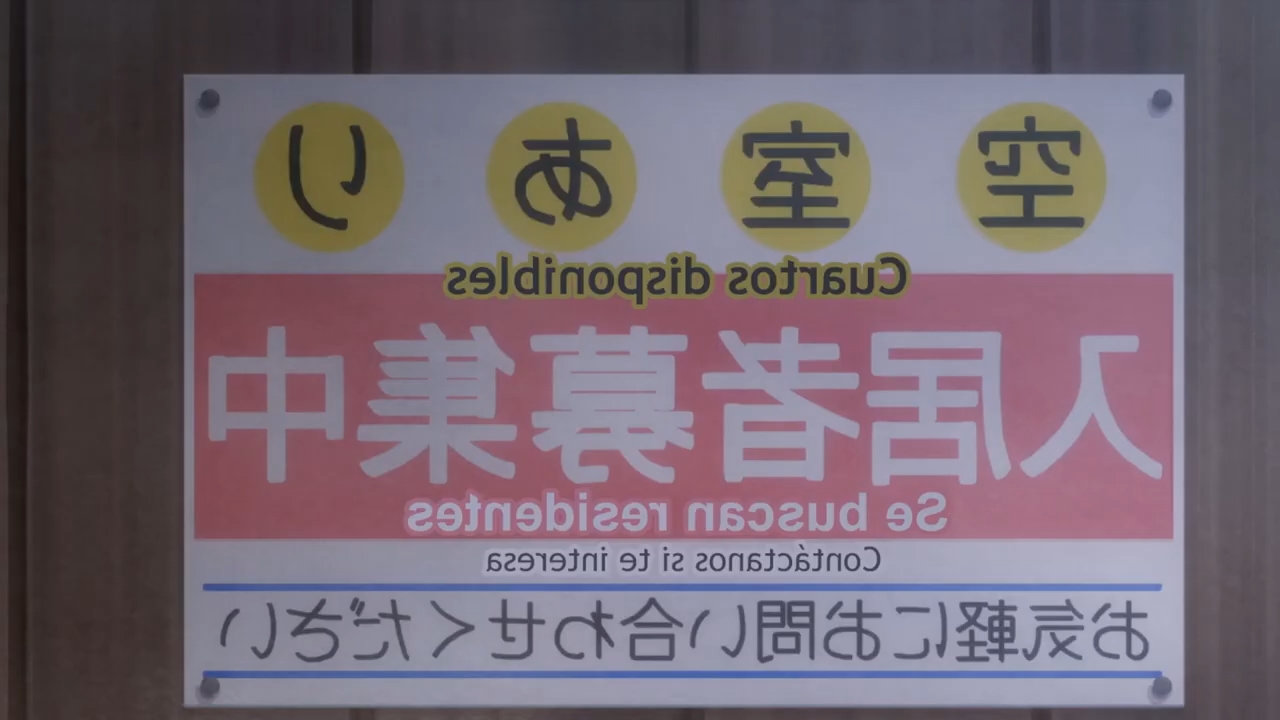 空室あり
Cuartos disponibles
入居者募集中
Se buscan residentes
Contáctanos si te interesa
お気軽にお問い合わせください